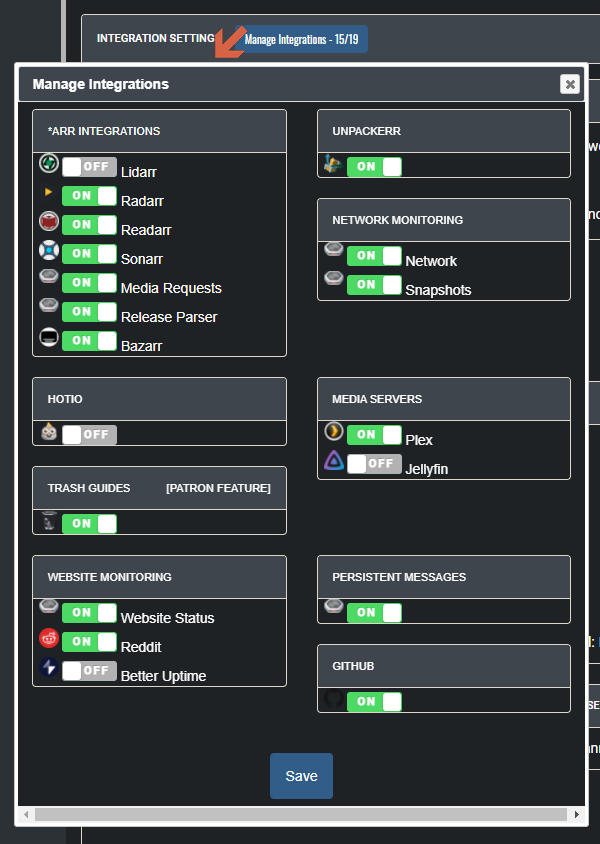 INTEGRATION SETTING
Manage Integrations - 15/19
Manage Integrations
*ARR INTEGRATIONS
OFF Lidarr
ON Radarr
ON Readarr
ON Sonarr
ON Media Requests
ON Release Parser
ON Bazarr
UNPACKERR
ON
NETWORK MONITORING
ON Network
ON Snapshots
HOTIO
OFF
MEDIA SERVERS
ON Plex
OFF Jellyfin
TRASH GUIDES [PATRON FEATURE]
ON
WEBSITE MONITORING
ON Website Status
ON Reddit
OFF Better Uptime
PERSISTENT MESSAGES
ON
GITHUB
ON
Save